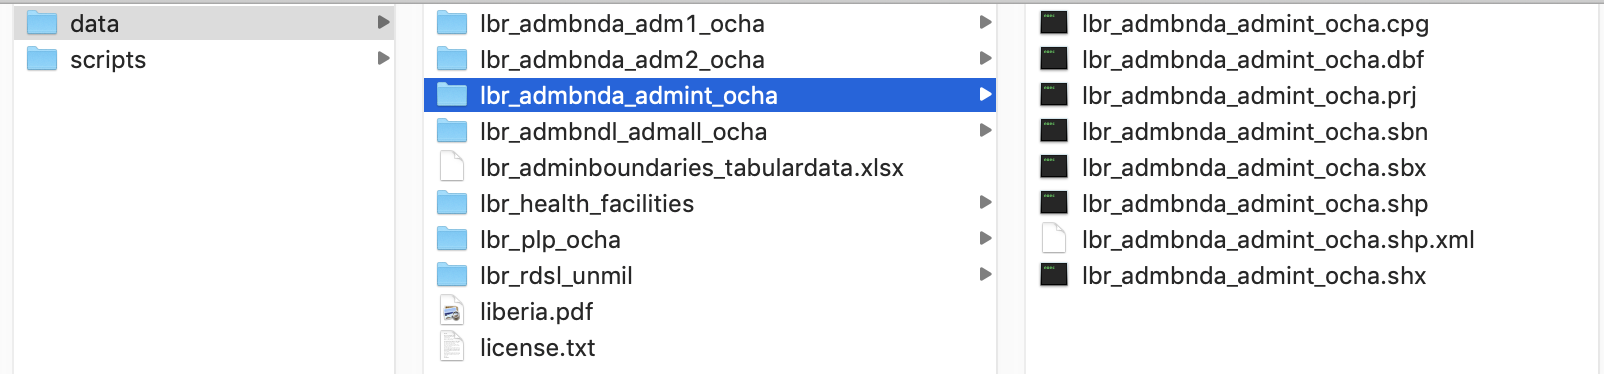 data
scripts
lbr_admbnda_adm1_ocha
lbr_admbnda_adm2_ocha
lbr_admbnda_admint_ocha
lbr_admbndl_admall_ocha
lbr_adminboundaries_tabulardata.xlsx
lbr_health_facilities
lbr_plp_ocha
lbr_rdsl_unmil
liberia.pdf
license.txt
lbr_admbnda_admint_ocha.cpg
lbr_admbnda_admint_ocha.dbf
lbr_admbnda_admint_ocha.prj
lbr_admbnda_admint_ocha.sbn
lbr_admbnda_admint_ocha.sbx
lbr_admbnda_admint_ocha.shp
lbr_admbnda_admint_ocha.shp.xml
lbr_admbnda_admint_ocha.shx